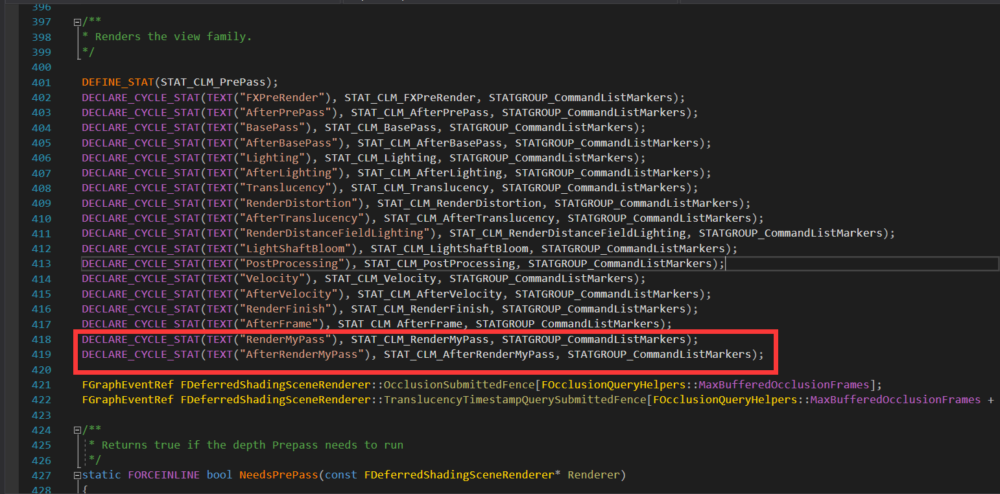 396
397 /**
398 * Renders the view family.
399 */
400
401 DEFINE_STAT(STAT_CLM_PrePass);
402 DECLARE_CYCLE_STAT(TEXT("FXPreRender"), STAT_CLM_FXPreRender, STATGROUP_CommandListMarkers);
403 DECLARE_CYCLE_STAT(TEXT("AfterPrePass"), STAT_CLM_AfterPrePass, STATGROUP_CommandListMarkers);
404 DECLARE_CYCLE_STAT(TEXT("BasePass"), STAT_CLM_BasePass, STATGROUP_CommandListMarkers);
405 DECLARE_CYCLE_STAT(TEXT("AfterBasePass"), STAT_CLM_AfterBasePass, STATGROUP_CommandListMarkers);
406 DECLARE_CYCLE_STAT(TEXT("Lighting"), STAT_CLM_Lighting, STATGROUP_CommandListMarkers);
407 DECLARE_CYCLE_STAT(TEXT("AfterLighting"), STAT_CLM_AfterLighting, STATGROUP_CommandListMarkers);
408 DECLARE_CYCLE_STAT(TEXT("Translucency"), STAT_CLM_Translucency, STATGROUP_CommandListMarkers);
409 DECLARE_CYCLE_STAT(TEXT("RenderDistortion"), STAT_CLM_RenderDistortion, STATGROUP_CommandListMarkers);
410 DECLARE_CYCLE_STAT(TEXT("AfterTranslucency"), STAT_CLM_AfterTranslucency, STATGROUP_CommandListMarkers);
411 DECLARE_CYCLE_STAT(TEXT("RenderDistanceFieldLighting"), STAT_CLM_RenderDistanceFieldLighting, STATGROUP_CommandListMarkers);
412 DECLARE_CYCLE_STAT(TEXT("LightShaftBloom"), STAT_CLM_LightShaftBloom, STATGROUP_CommandListMarkers);
413 DECLARE_CYCLE_STAT(TEXT("PostProcessing"), STAT_CLM_PostProcessing, STATGROUP_CommandListMarkers);
414 DECLARE_CYCLE_STAT(TEXT("Velocity"), STAT_CLM_Velocity, STATGROUP_CommandListMarkers);
415 DECLARE_CYCLE_STAT(TEXT("AfterVelocity"), STAT_CLM_AfterVelocity, STATGROUP_CommandListMarkers);
416 DECLARE_CYCLE_STAT(TEXT("RenderFinish"), STAT_CLM_RenderFinish, STATGROUP_CommandListMarkers);
417 DECLARE_CYCLE_STAT(TEXT("AfterFrame"), STAT_CLM_AfterFrame, STATGROUP_CommandListMarkers);
418 DECLARE_CYCLE_STAT(TEXT("RenderMyPass"), STAT_CLM_RenderMyPass, STATGROUP_CommandListMarkers);
419 DECLARE_CYCLE_STAT(TEXT("AfterRenderMyPass"), STAT_CLM_AfterRenderMyPass, STATGROUP_CommandListMarkers);
420
421 FGraphEventRef FDeferredShadingSceneRenderer::OcclusionSubmittedFence[FOcclusionQueryHelpers::MaxBufferedOcclusionFrames];
422 FGraphEventRef FDeferredShadingSceneRenderer::TranslucencyTimestampQuerySubmittedFence[FOcclusionQueryHelpers::MaxBufferedOcclusionFrames +
423
424 /**
425 * Returns true if the depth Prepass needs to run
426 */
427 static FORCEINLINE bool NeedsPrePass(const FDeferredShadingSceneRenderer* Renderer)
428 {